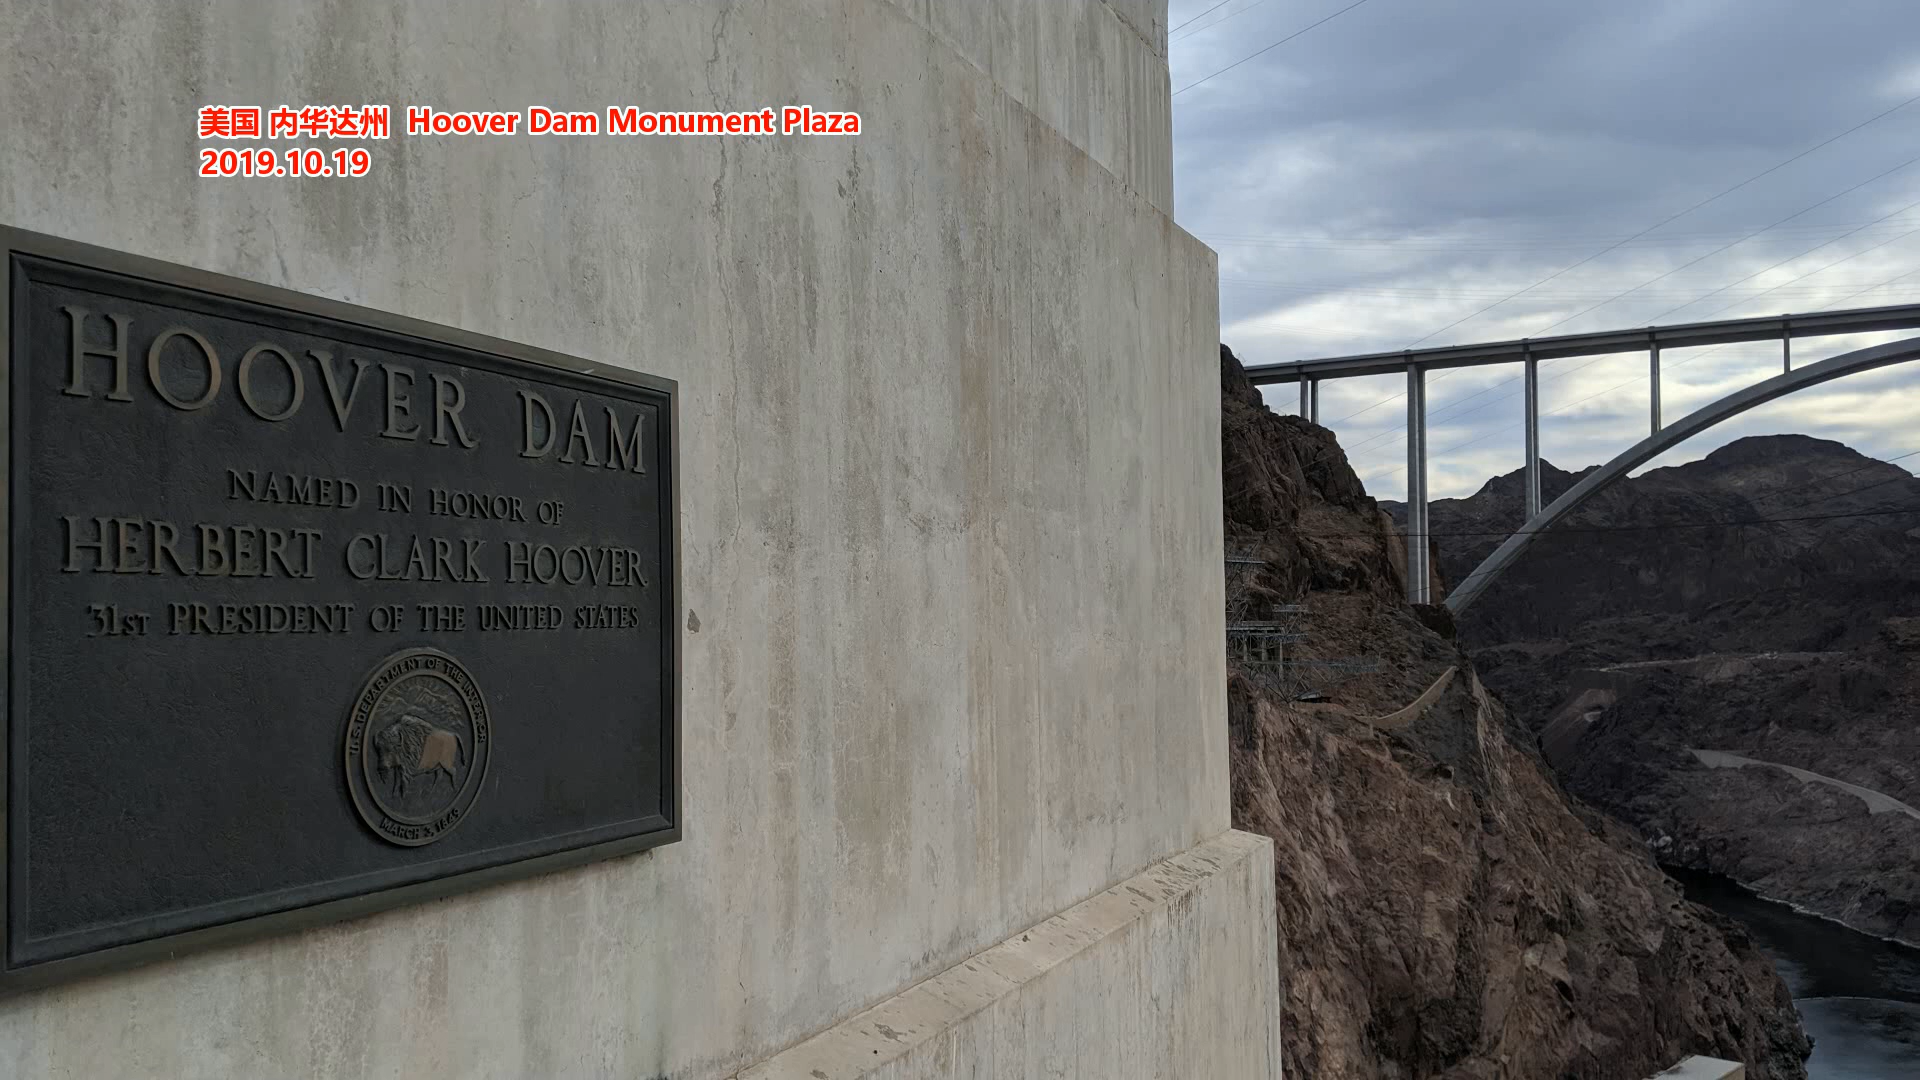 美国 内华达州 Hoover Dam Monument Plaza
2019.10.19
HOOVER DAM
NAMED IN HONOR OF
HERBERT CLARK HOOVER
31ST PRESIDENT OF THE UNITED STATES
U.S. DEPARTMENT OF THE INTERIOR
MARCH 3, 1849